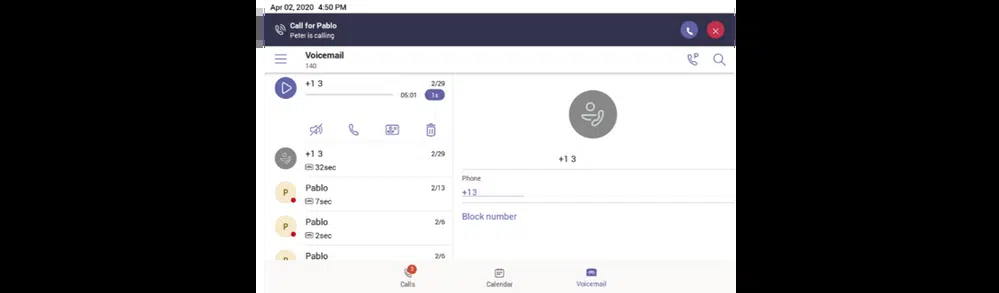 Apr 02, 2020 4:50 PM
Call for Pablo
Peter is calling
Voicemail
140
P
+1 3
2/29
05:01
1x
+1 3
2/29
32sec
P
Pablo
2/13
7sec
P
Pablo
2/6
2sec
Pablo
2/6
+1 3
Phone
+13
Block number
Calls
Calendar
Voicemail